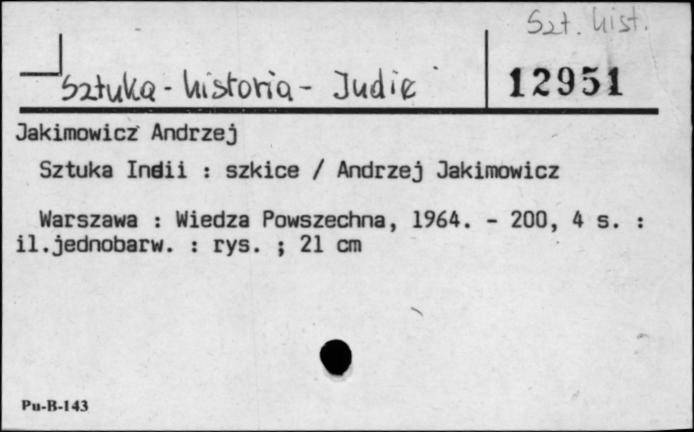 Szt. hist.
Sztuka - historia - Indie
12951
Jakimowicz Andrzej
Sztuka Indii : szkice / Andrzej Jakimowicz
Warszawa : Wiedza Powszechna, 1964. - 200, 4 s. :
il.jednobarw. : rys. ; 21 cm
Pu-B-143